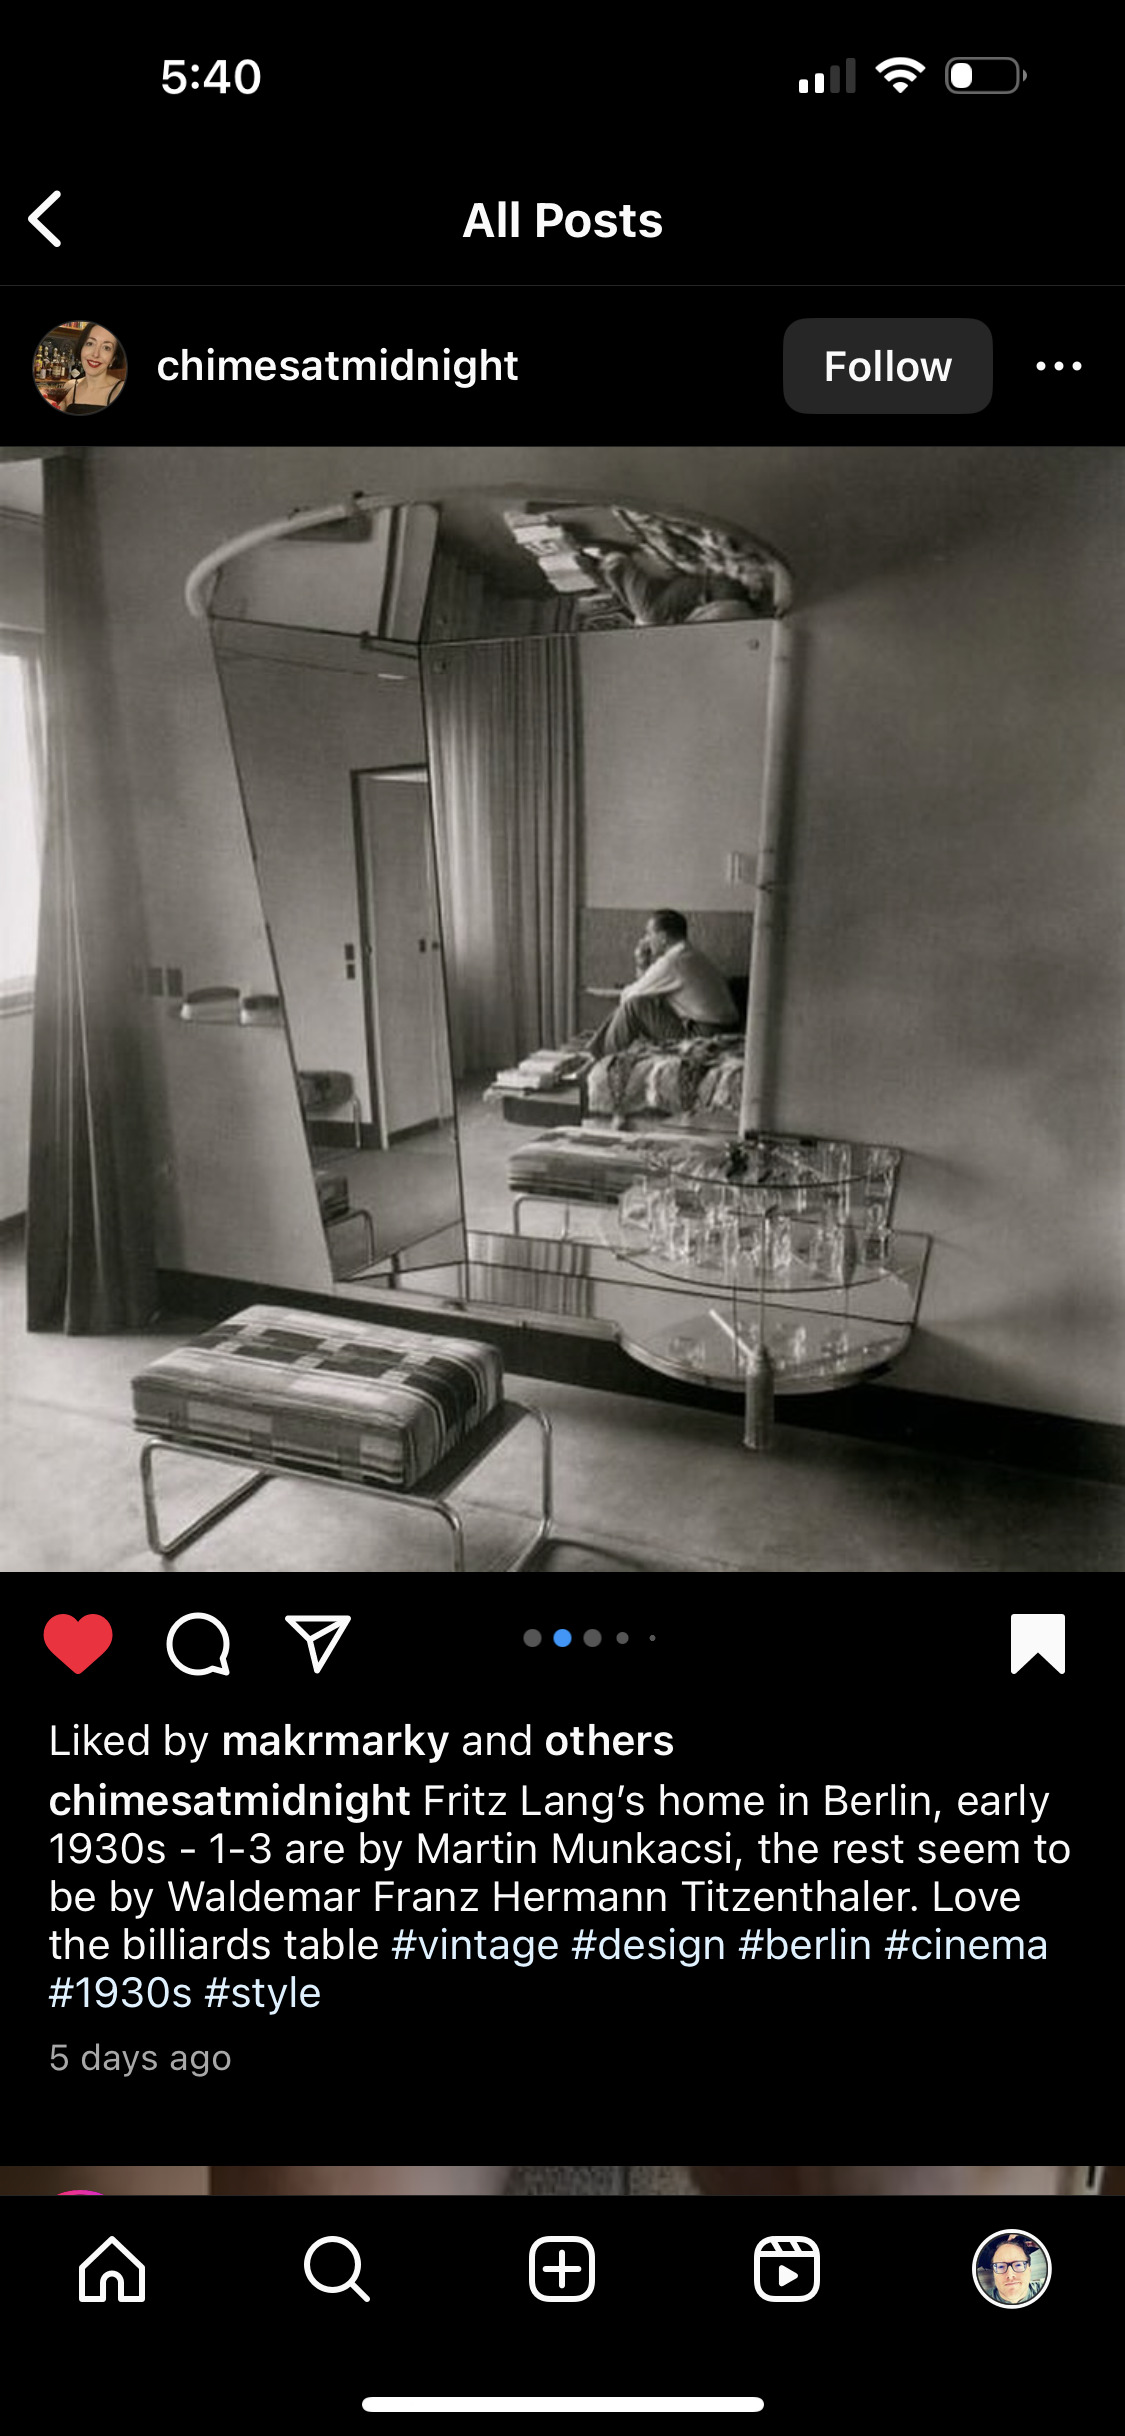 5:40
All Posts
chimesatmidnight
Follow
Liked by makrmarky and others
chimesatmidnight Fritz Lang’s home in Berlin, early
1930s - 1-3 are by Martin Munkacsi, the rest seem to
be by Waldemar Franz Hermann Titzenthaler. Love
the billiards table #vintage #design #berlin #cinema
#1930s #style
5 days ago